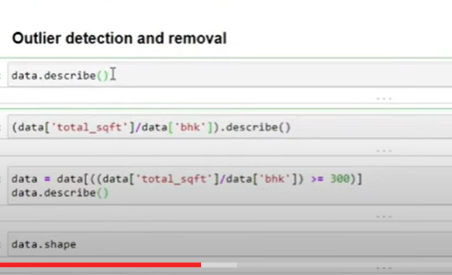 Outlier detection and removal
data.describe()
(data['total_sqft']/data['bhk']).describe()
data = data[((data['total_sqft']/data['bhk']) >= 300)]
data.describe()
data.shape